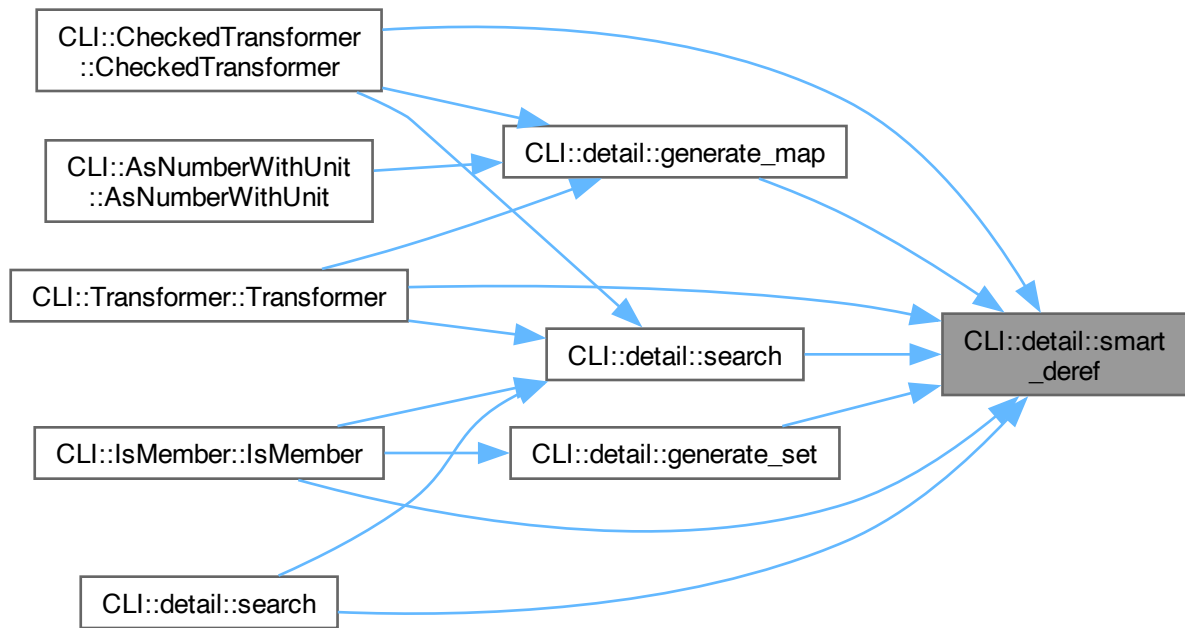 CLI::CheckedTransformer
::CheckedTransformer
CLI::detail::generate_map
CLI::AsNumberWithUnit
::AsNumberWithUnit
CLI::Transformer::Transformer
CLI::detail::search
CLI::detail::smart
_deref
CLI::IsMember::IsMember
CLI::detail::generate_set
CLI::detail::search